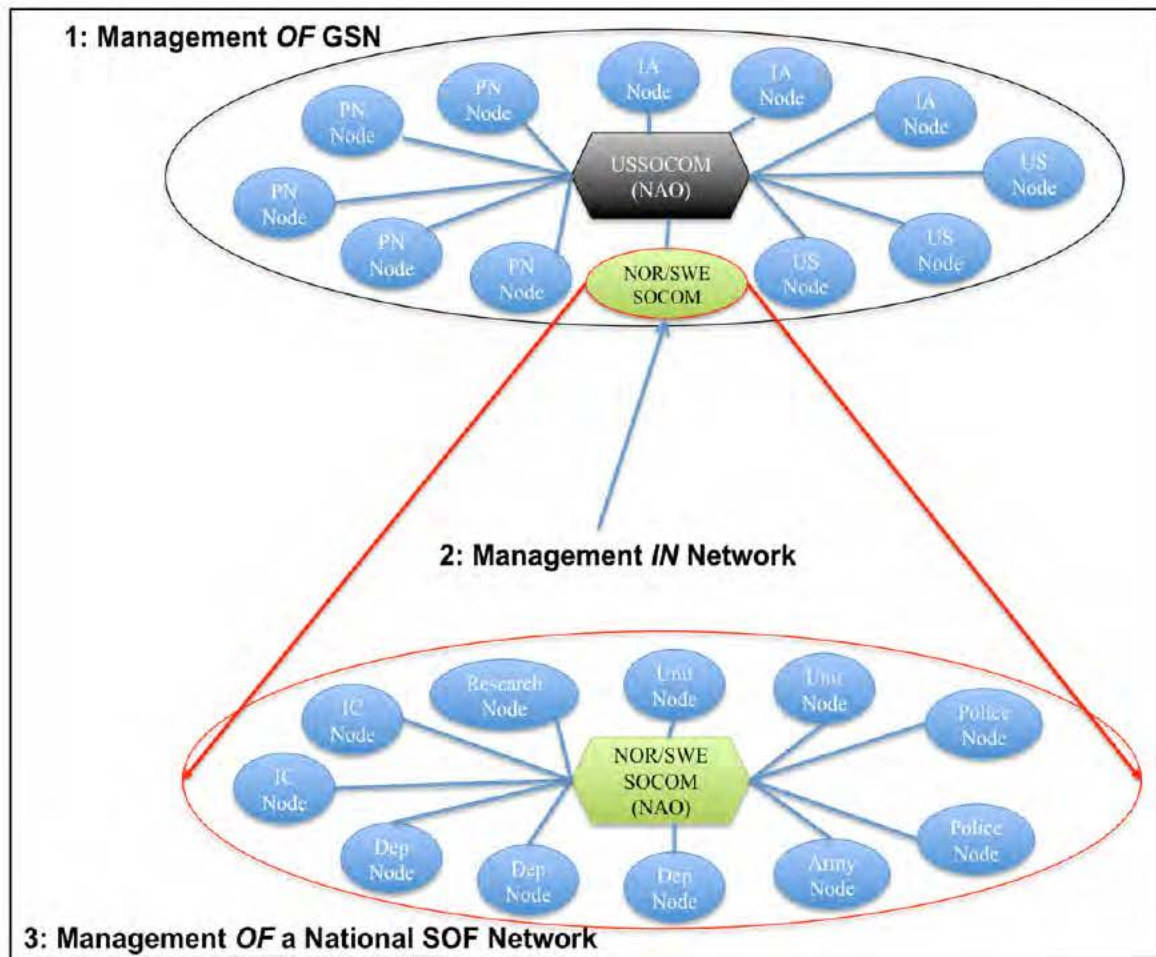 1: Management OF GSN
PN
Node
PN
Node
IA
Node
IA
Node
IA
Node
PN
Node
USSOCOM
(NAO)
US
Node
PN
Node
PN
Node
NOR/SWE
SOCOM
US
Node
US
Node
2: Management IN Network
IC
Node
Research
Node
Unit
Node
Unit
Node
Police
Node
IC
Node
NOR/SWE
SOCOM
(NAO)
Dep
Node
Dep
Node
Dep
Node
Army
Node
Police
Node
3: Management OF a National SOF Network